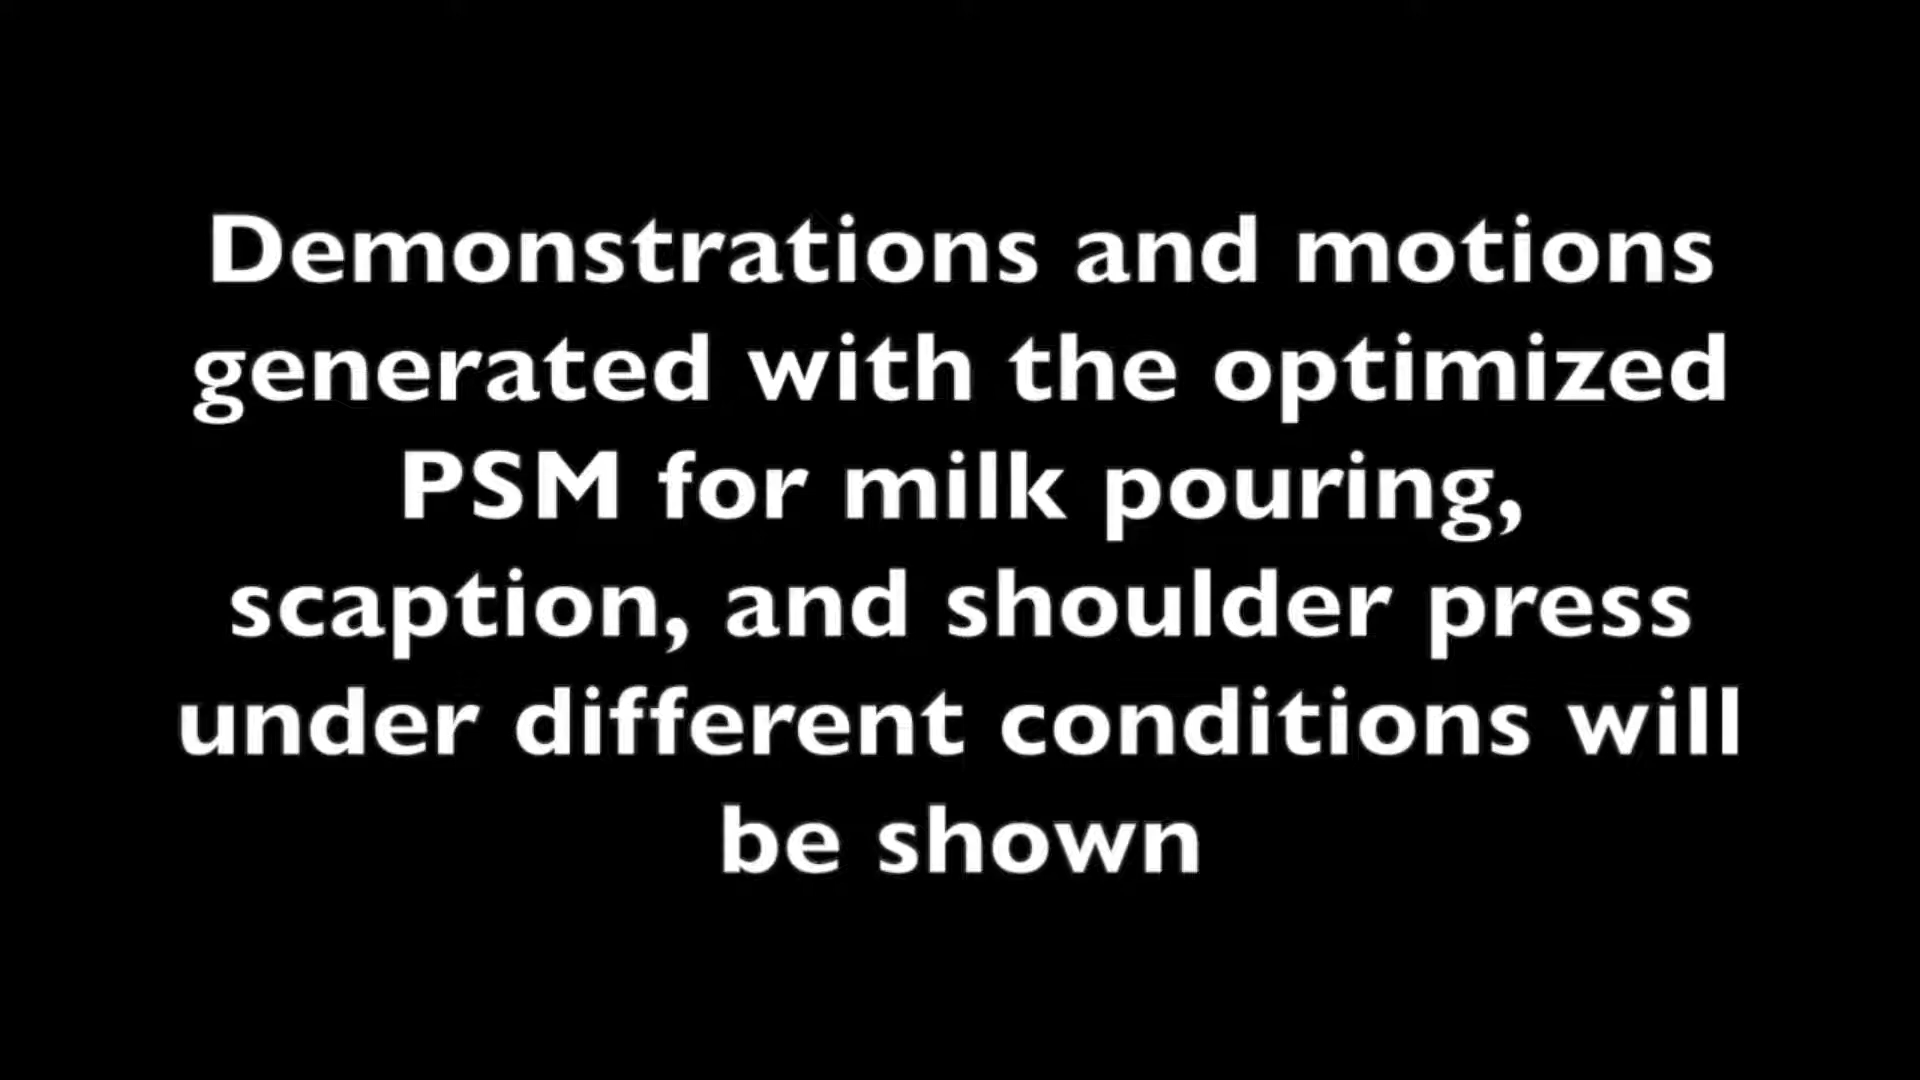 Demonstrations and motions
generated with the optimized
PSM for milk pouring,
scaption, and shoulder press
under different conditions will
be shown